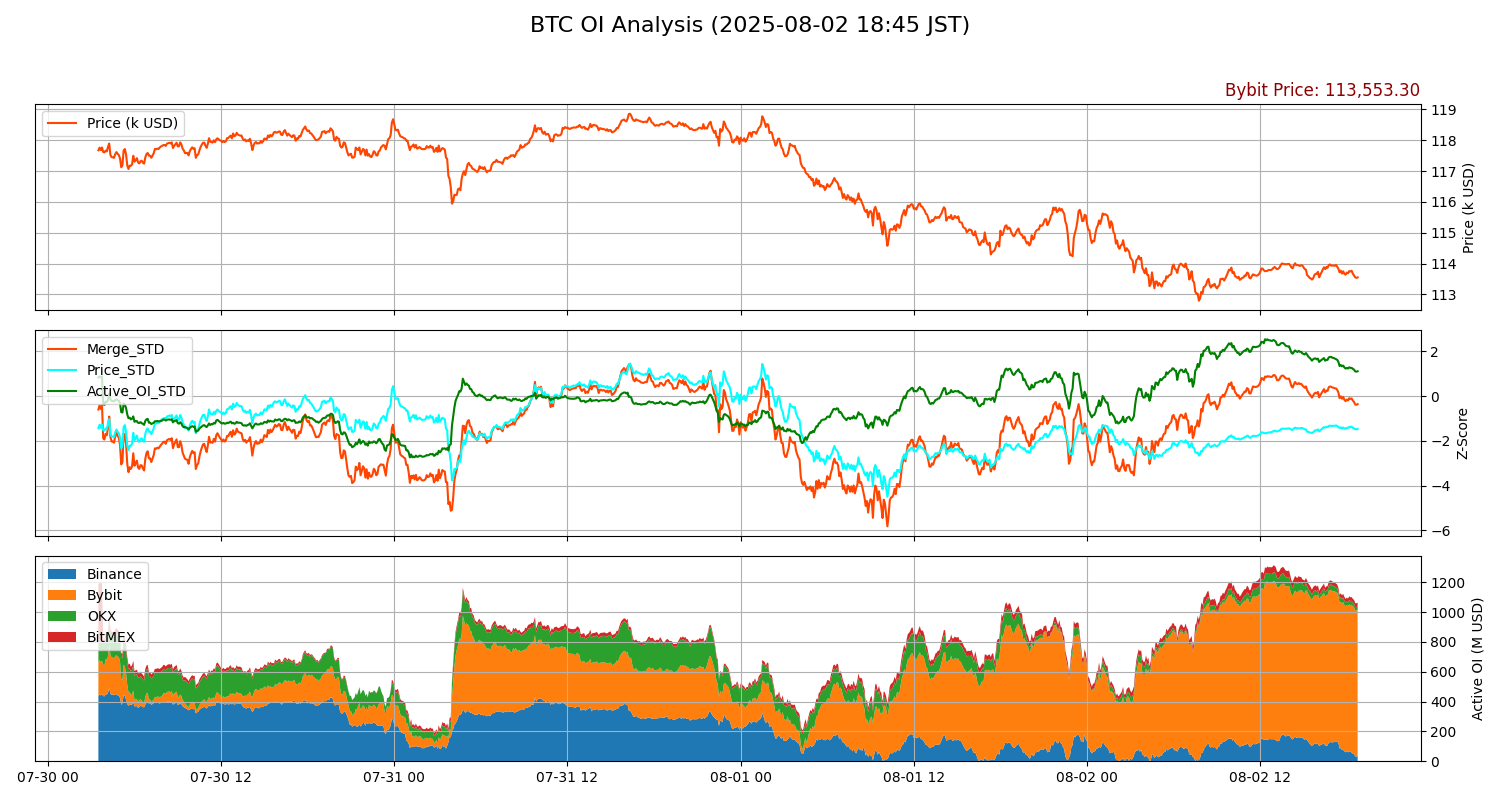 BTC OI Analysis (2025-08-02 18:45 JST)
Bybit Price: 113,553.30
Price (k USD)
119
118
117
116
115
114
113
Price (k USD)
Merge_STD
Price_STD
Active_OI_STD
2
0
−2
−4
−6
Z-Score
Binance
Bybit
OKX
BitMEX
1200
1000
800
600
400
200
0
Active OI (M USD)
07-30 00
07-30 12
07-31 00
07-31 12
08-01 00
08-01 12
08-02 00
08-02 12